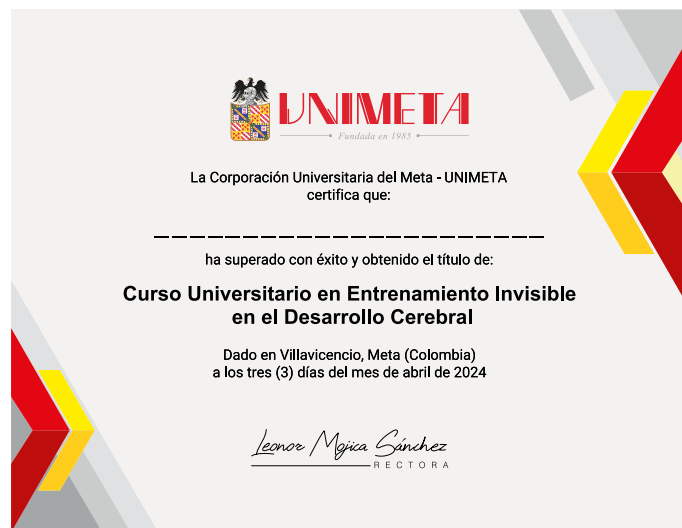 UNIMETA
Fundada en 1985
La Corporación Universitaria del Meta - UNIMETA
certifica que:
ha superado con éxito y obtenido el título de:
Curso Universitario en Entrenamiento Invisible
en el Desarrollo Cerebral
Dado en Villavicencio, Meta (Colombia)
a los tres (3) días del mes de abril de 2024
Leonor Mojica Sánchez
RECTORA